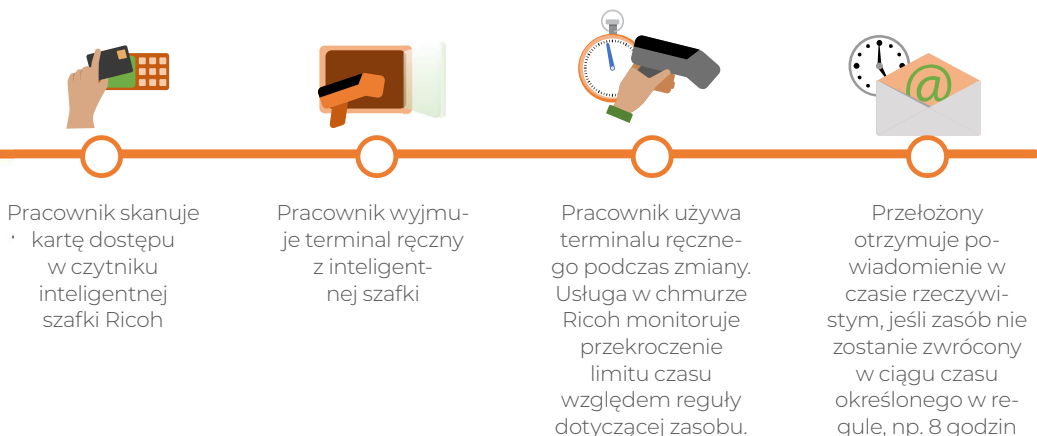 Pracownik skanuje
kartę dostępu
w czytniku
inteligentnej
szafki Ricoh
Pracownik wyjmu-
je terminal ręczny
z inteligent-
nej szafki
Pracownik używa
terminalu ręczne-
go podczas zmiany.
Usługa w chmurze
Ricoh monitoruje
przekroczenie
limitu czasu
względem reguły
dotyczącej zasobu.
Przełożony
otrzymuje po-
wiadomienie w
czasie rzeczywi-
stym, jeśli zasób nie
zostanie zwrócony
w ciągu czasu
określonego w re-
gule, np. 8 godzin